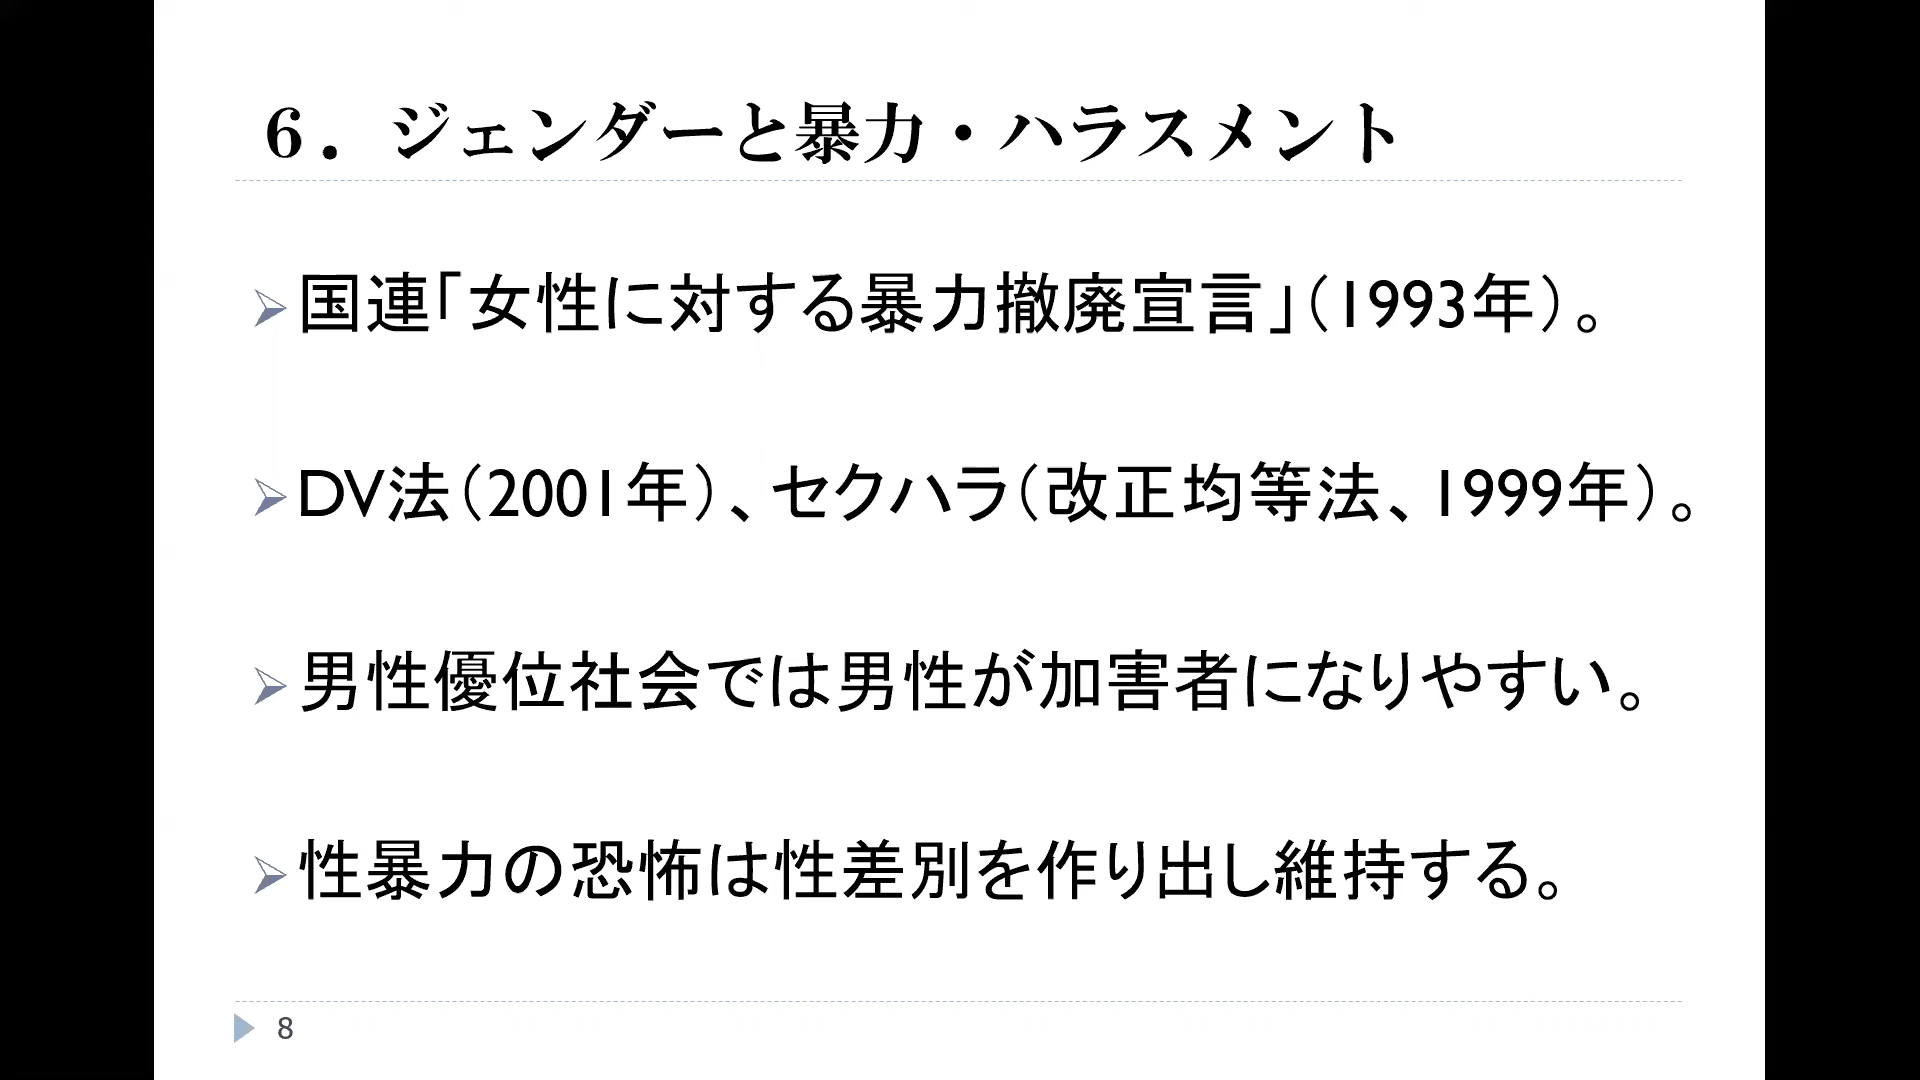 ６．ジェンダーと暴力・ハラスメント
国連「女性に対する暴力撤廃宣言」（1993年）。
DV法（2001年）、セクハラ（改正均等法、1999年）。
男性優位社会では男性が加害者になりやすい。
性暴力の恐怖は性差別を作り出し維持する。
8